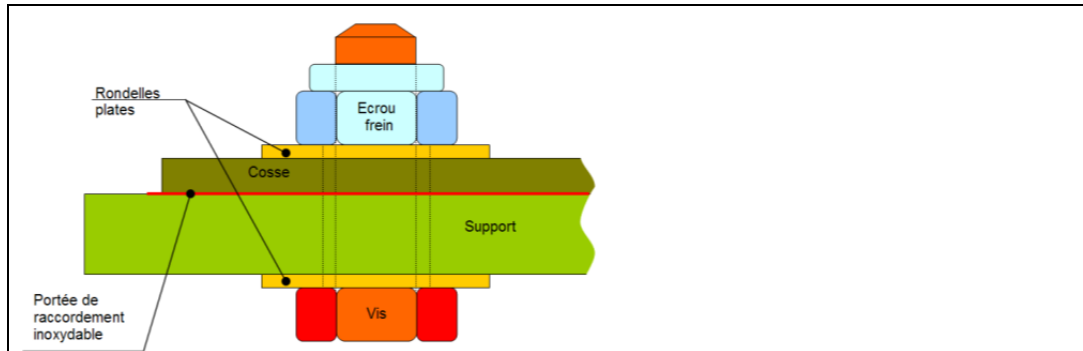 Rondelles
plates
Ecrou
frein
Cosse
Support
Portée de
raccordement
inoxydable
Vis